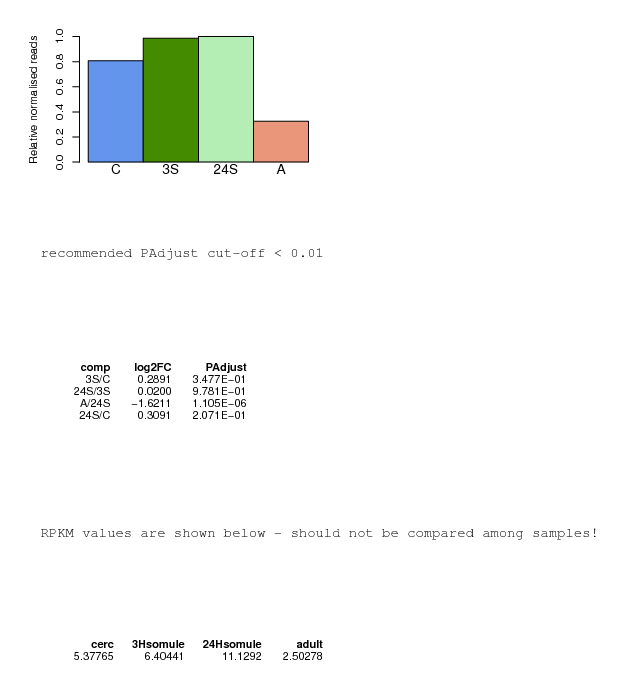 Relative normalised reads
1.0
0.8
0.6
0.4
0.2
0.0
C 3S 24S A
recommended PAdjust cut-off < 0.01
comp log2FC PAdjust
3S/C 0.2891 3.477E-01
24S/3S 0.0200 9.781E-01
A/24S -1.6211 1.105E-06
24S/C 0.3091 2.071E-01
RPKM values are shown below - should not be compared among samples!
cerc 3Hsomule 24Hsomule adult
5.37765 6.40441 11.1292 2.50278